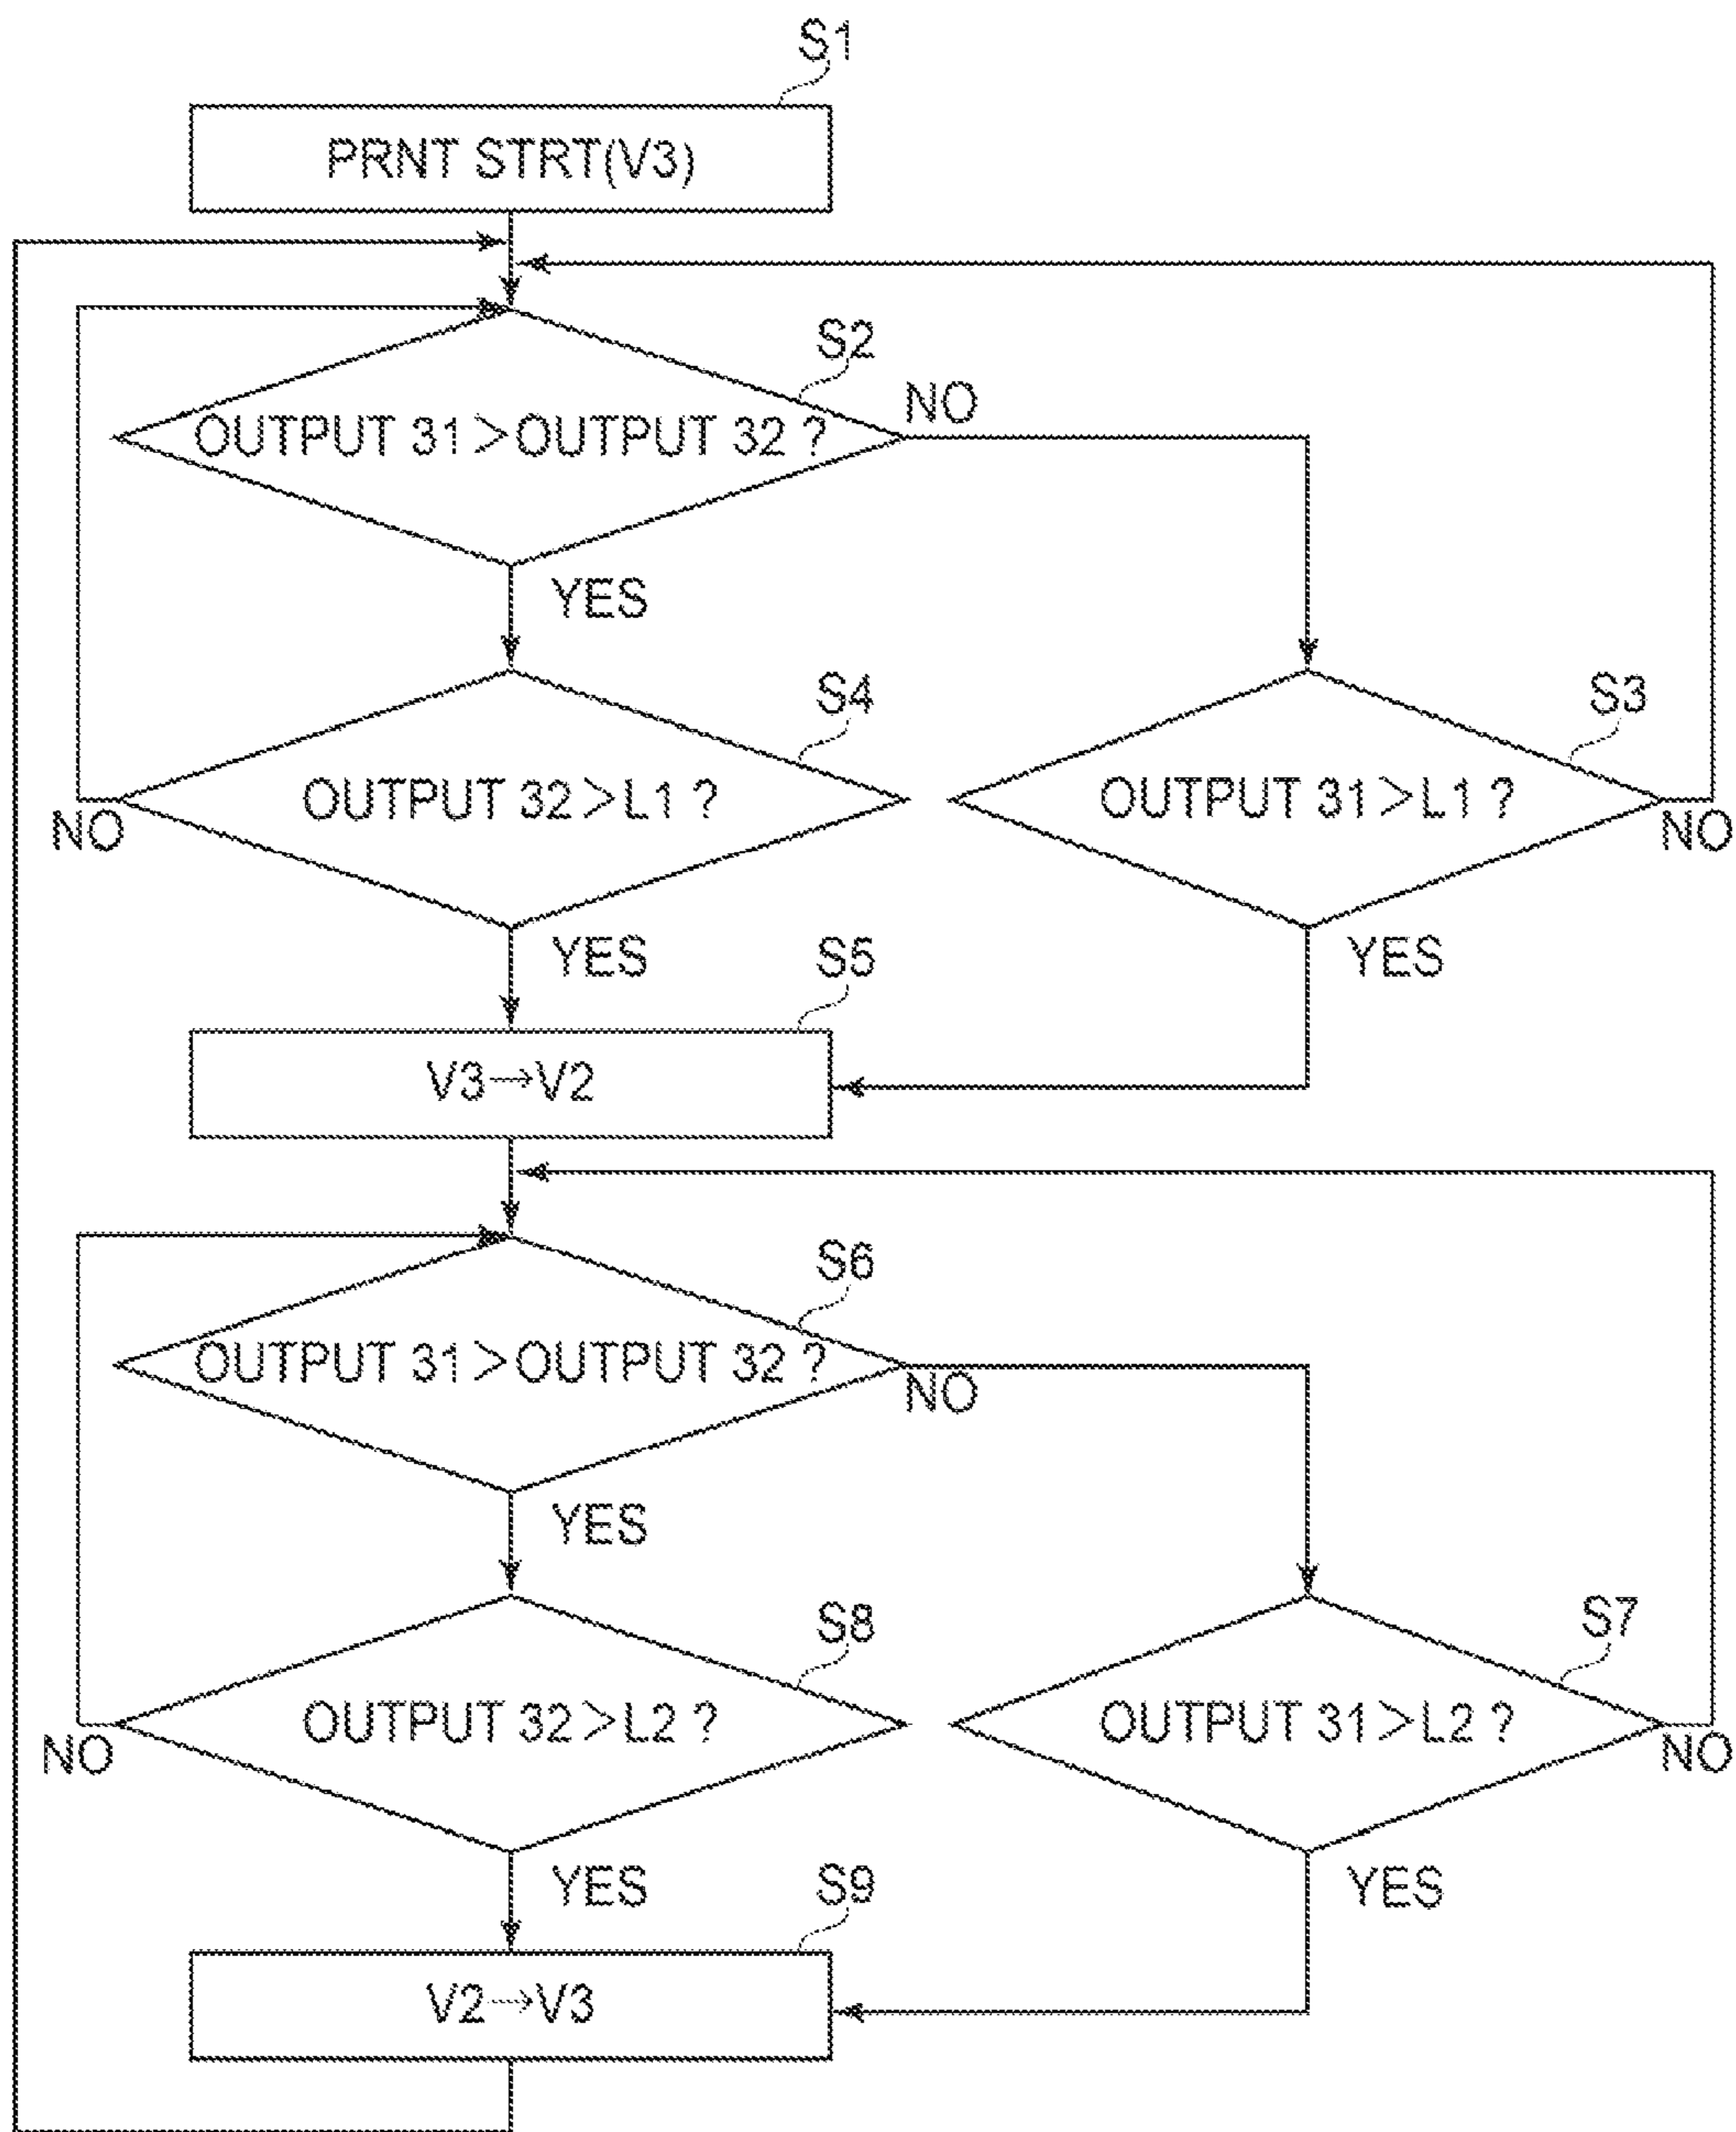 S1
PRNT STRT(V3)
S2
OUTPUT 31＞OUTPUT 32 ?
NO
YES
S4
OUTPUT 32＞L1 ?
NO
YES
S3
OUTPUT 31＞L1 ?
NO
YES
S5
V3→V2
S6
OUTPUT 31＞OUTPUT 32 ?
NO
YES
S8
OUTPUT 32＞L2 ?
NO
YES
S7
OUTPUT 31＞L2 ?
NO
YES
S9
V2→V3